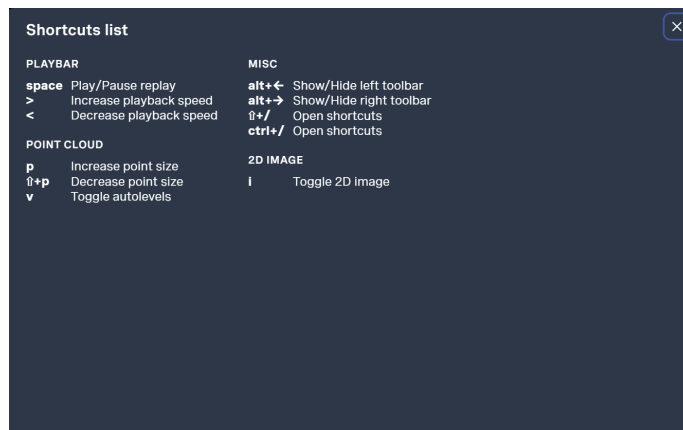 Shortcuts list
PLAYBAR
space Play/Pause replay
> Increase playback speed
< Decrease playback speed
POINT CLOUD
p Increase point size
⇧+p Decrease point size
v Toggle autolevels
MISC
alt+← Show/Hide left toolbar
alt+→ Show/Hide right toolbar
⇧+/ Open shortcuts
ctrl+/ Open shortcuts
2D IMAGE
i Toggle 2D image